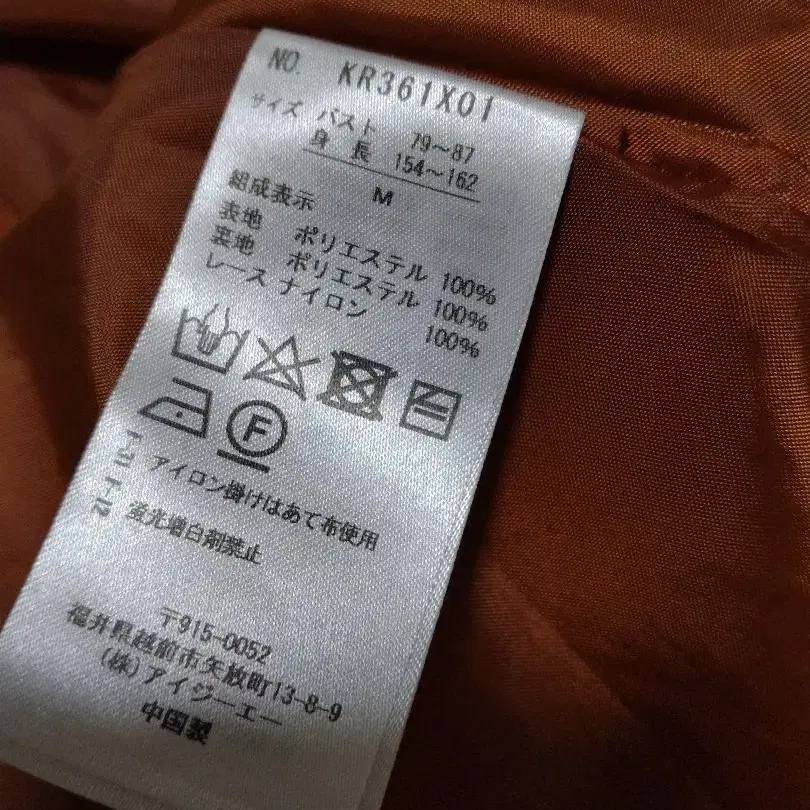 NO. KR361X01
サイズ バスト 79～87
身長 154～162
M
組成表示
表地 ポリエステル 100%
裏地 ポリエステル 100%
レース ナイロン 100%
F
アイロン掛けはあて布使用
蛍光増白剤禁止
〒915-0052
福井県越前市矢放町13-8-9
(株)アイジーエー
中国製